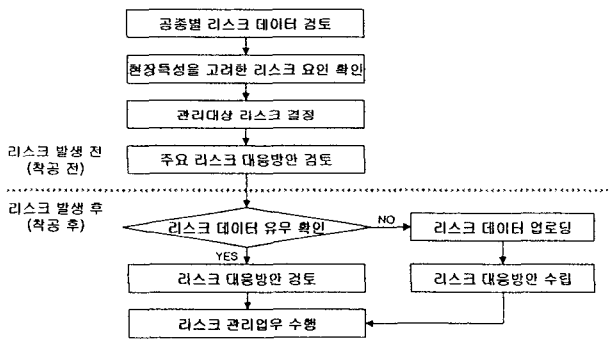 공종별 리스크 데이터 검토
현장특성을 고려한 리스크 요인 확인
관리대상 리스크 결정
리스크 발생 전
(착공 전)
주요 리스크 대응방안 검토
리스크 발생 후
(착공 후)
리스크 데이터 유무 확인
NO
리스크 데이터 업로딩
YES
리스크 대응방안 검토
리스크 대응방안 수립
리스크 관리업무 수행